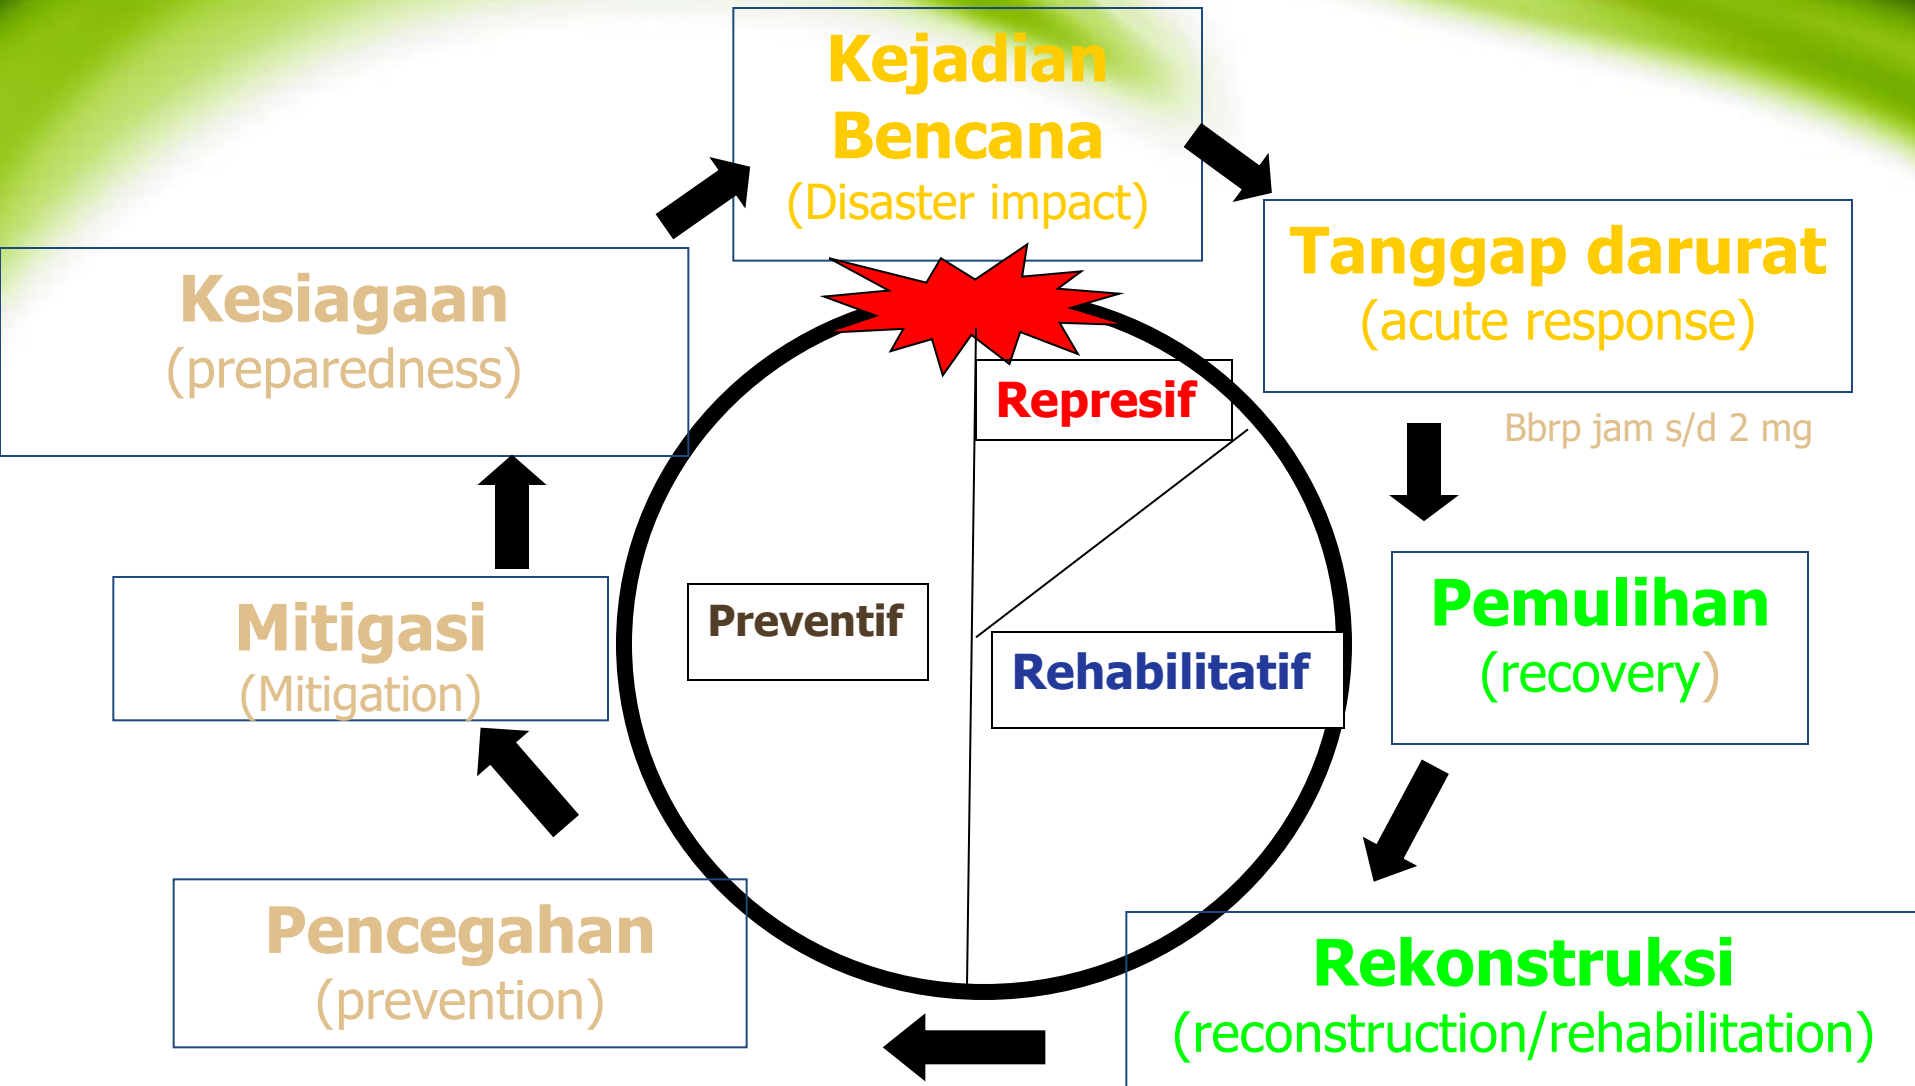 Kejadian
Bencana
(Disaster impact)
Tanggap darurat
(acute response)
Bbrp jam s/d 2 mg
Kesiagaan
(preparedness)
Represif
Preventif
Rehabilitatif
Pemulihan
(recovery)
Mitigasi
(Mitigation)
Pencegahan
(prevention)
Rekonstruksi
(reconstruction/rehabilitation)